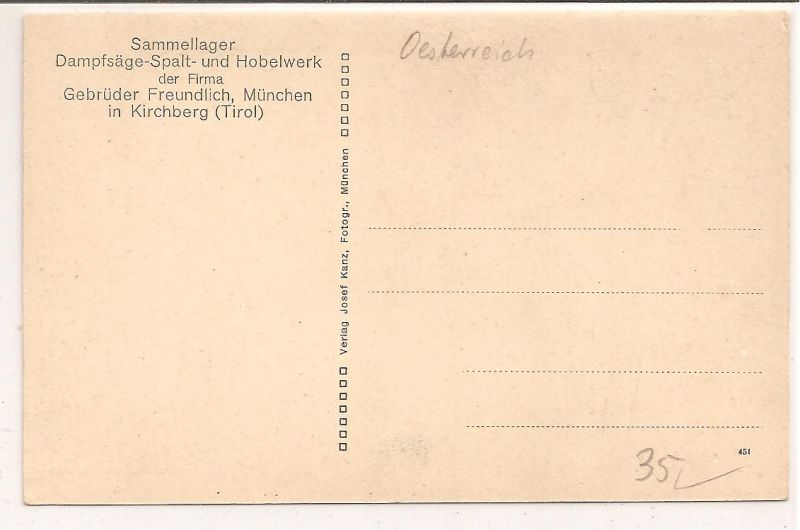 Sammellager
Dampfsäge-Spalt- und Hobelwerk
der Firma
Gebrüder Freundlich, München
in Kirchberg (Tirol)
Verlag Josef Kanz, Fotogr., München
Oesterreich
35
451